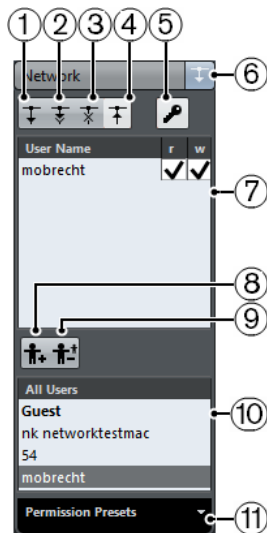 1 2 3 4 5
Network
6
User Name r w
mobrecht
7
8
9
All Users
Guest
nk networktestmac
54
mobrecht
10
Permission Presets
11